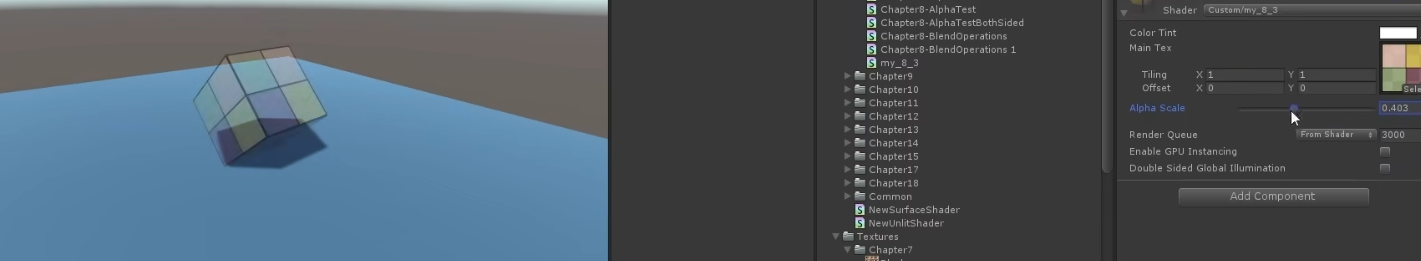 Chapter8-AlphaTest
Chapter8-AlphaTestBothSided
Chapter8-BlendOperations
Chapter8-BlendOperations 1
my_8_3
Chapter9
Chapter10
Chapter11
Chapter12
Chapter13
Chapter14
Chapter15
Chapter17
Chapter18
Common
NewSurfaceShader
NewUnlitShader
Textures
Chapter7
Shader Custom/my_8_3
Color Tint
Main Tex
Tiling X 1 Y 1
Offset X 0 Y 0
Sele
Alpha Scale 0.403
Render Queue From Shader 3000
Enable GPU Instancing
Double Sided Global Illumination
Add Component